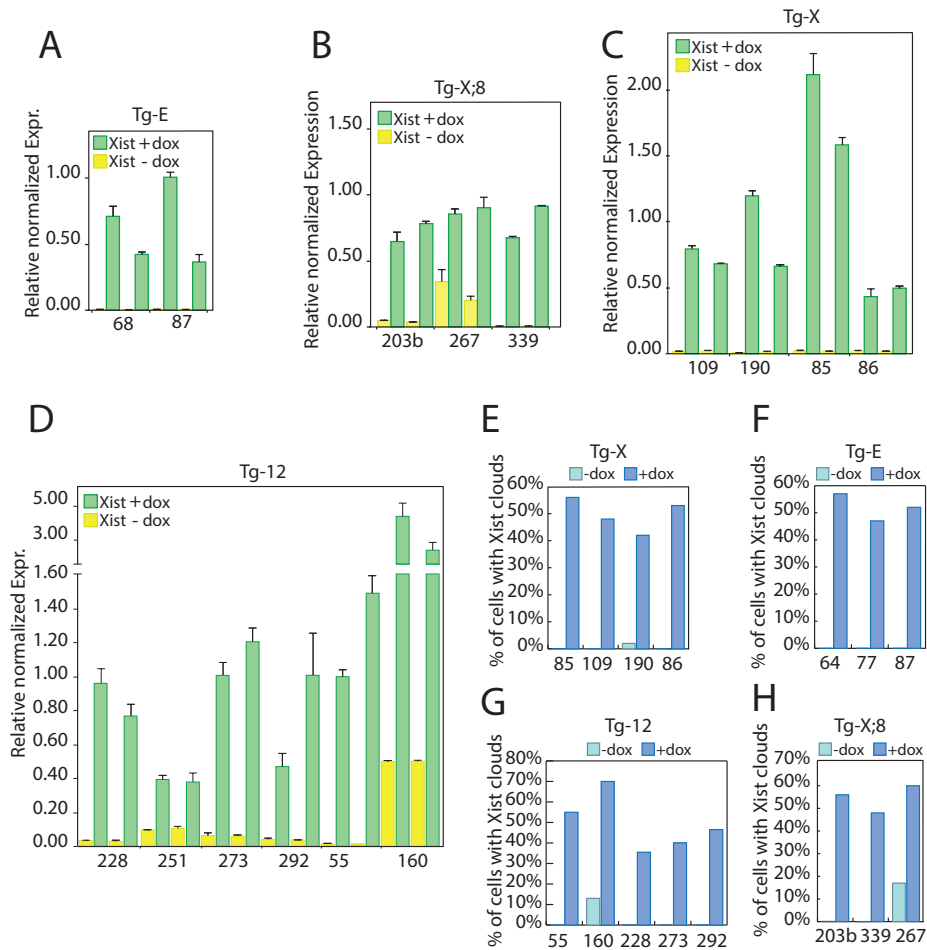 A
Tg-E
Relative normalized Expr.
Xist + dox
Xist - dox
1.00
0.50
0.00
68 87
B
Tg-X;8
Relative normalized Expression
Xist + dox
Xist - dox
1.50
1.00
0.50
0.00
203b 267 339
C
Tg-X
Relative normalized Expression
Xist + dox
Xist - dox
2.00
1.50
1.00
0.50
0.00
109 190 85 86
D
Tg-12
Relative normalized Expr.
Xist + dox
Xist - dox
5.00
3.00
1.60
1.40
1.20
1.00
0.80
0.60
0.40
0.20
0.00
228 251 273 292 55 160
E
Tg-X
-dox +dox
% of cells with Xist clouds
60%
50%
40%
30%
20%
10%
0%
85 109 190 86
F
Tg-E
-dox +dox
% of cells with Xist clouds
60%
50%
40%
30%
20%
10%
0%
64 77 87
G
Tg-12
-dox +dox
% of cells with Xist clouds
80%
70%
60%
50%
40%
30%
20%
10%
0%
55 160 228 273 292
H
Tg-X;8
-dox +dox
% of cells with Xist clouds
70%
60%
50%
40%
30%
20%
10%
0%
203b 339 267